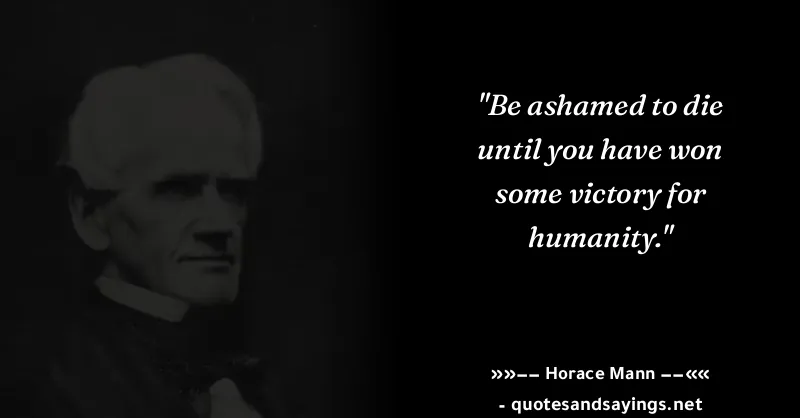 "Be ashamed to die
until you have won
some victory for
humanity."
»»–– Horace Mann ––««
- quotesandsayings.net